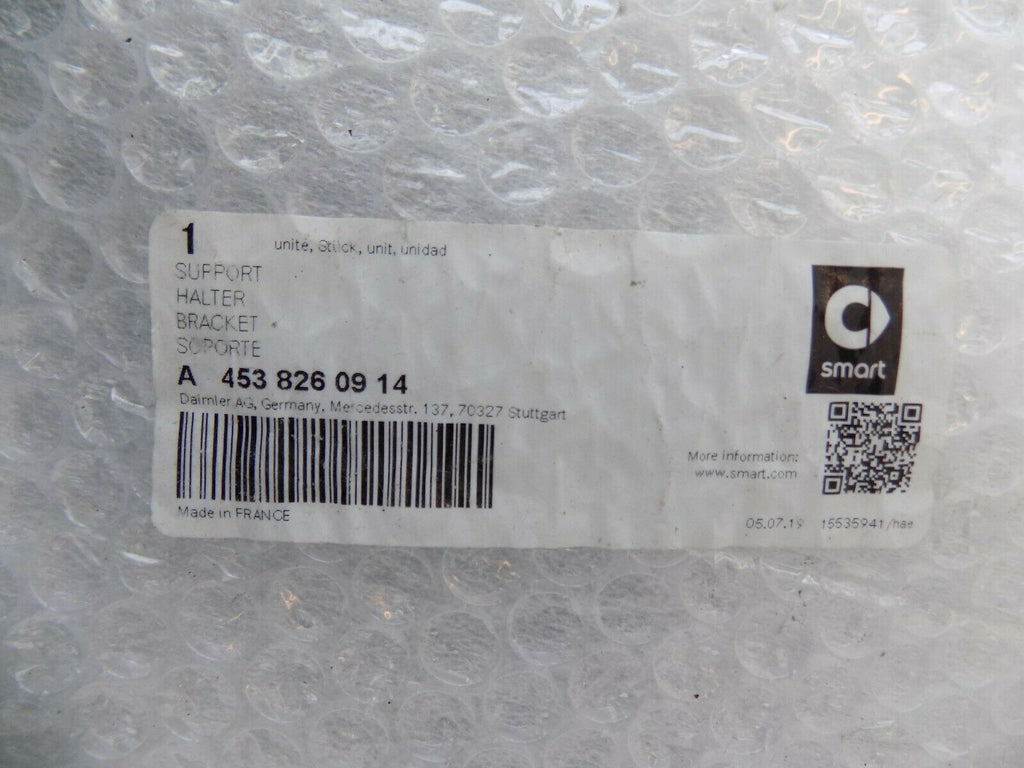 1 unité, Stück, unit, unidad
SUPPORT
HALTER
BRACKET
SOPORTE
A 453 826 09 14
Daimler AG, Germany, Mercedesstr. 137, 70327 Stuttgart
Made in FRANCE
smart
More information:
www.smart.com
05.07.19 15535941/hae